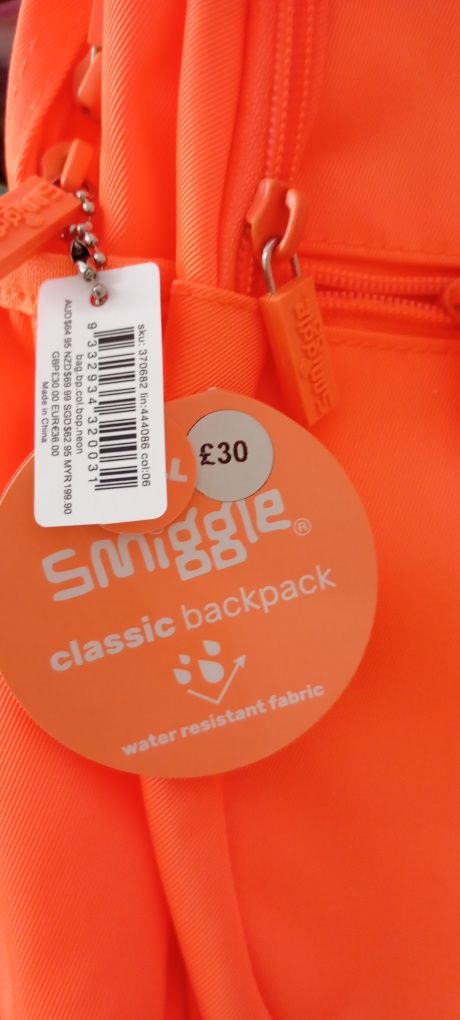 sku: 370682 lin:444086 col:06
9 332934 320031
bag.bp.col.bop.neon
AUD$64.95 NZD$69.99 SGD$62.95 MYR199.90
GBP£30.00 EUR€36.00
Made in China
£30
smiggle®
classic backpack
water resistant fabric
smiggle